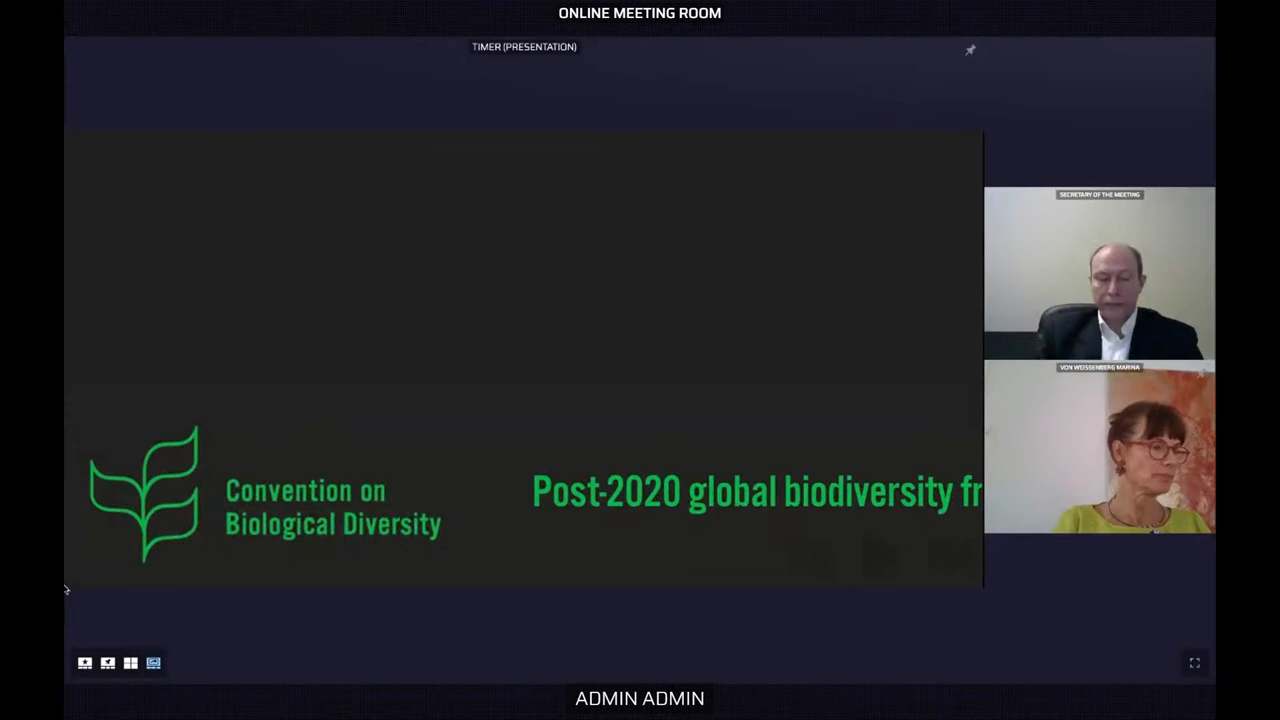 ONLINE MEETING ROOM
TIMER (PRESENTATION)
SECRETARY OF THE MEETING
VON WEISSENBERG MARINA
Convention on
Biological Diversity
Post-2020 global biodiversity fr
ADMIN ADMIN